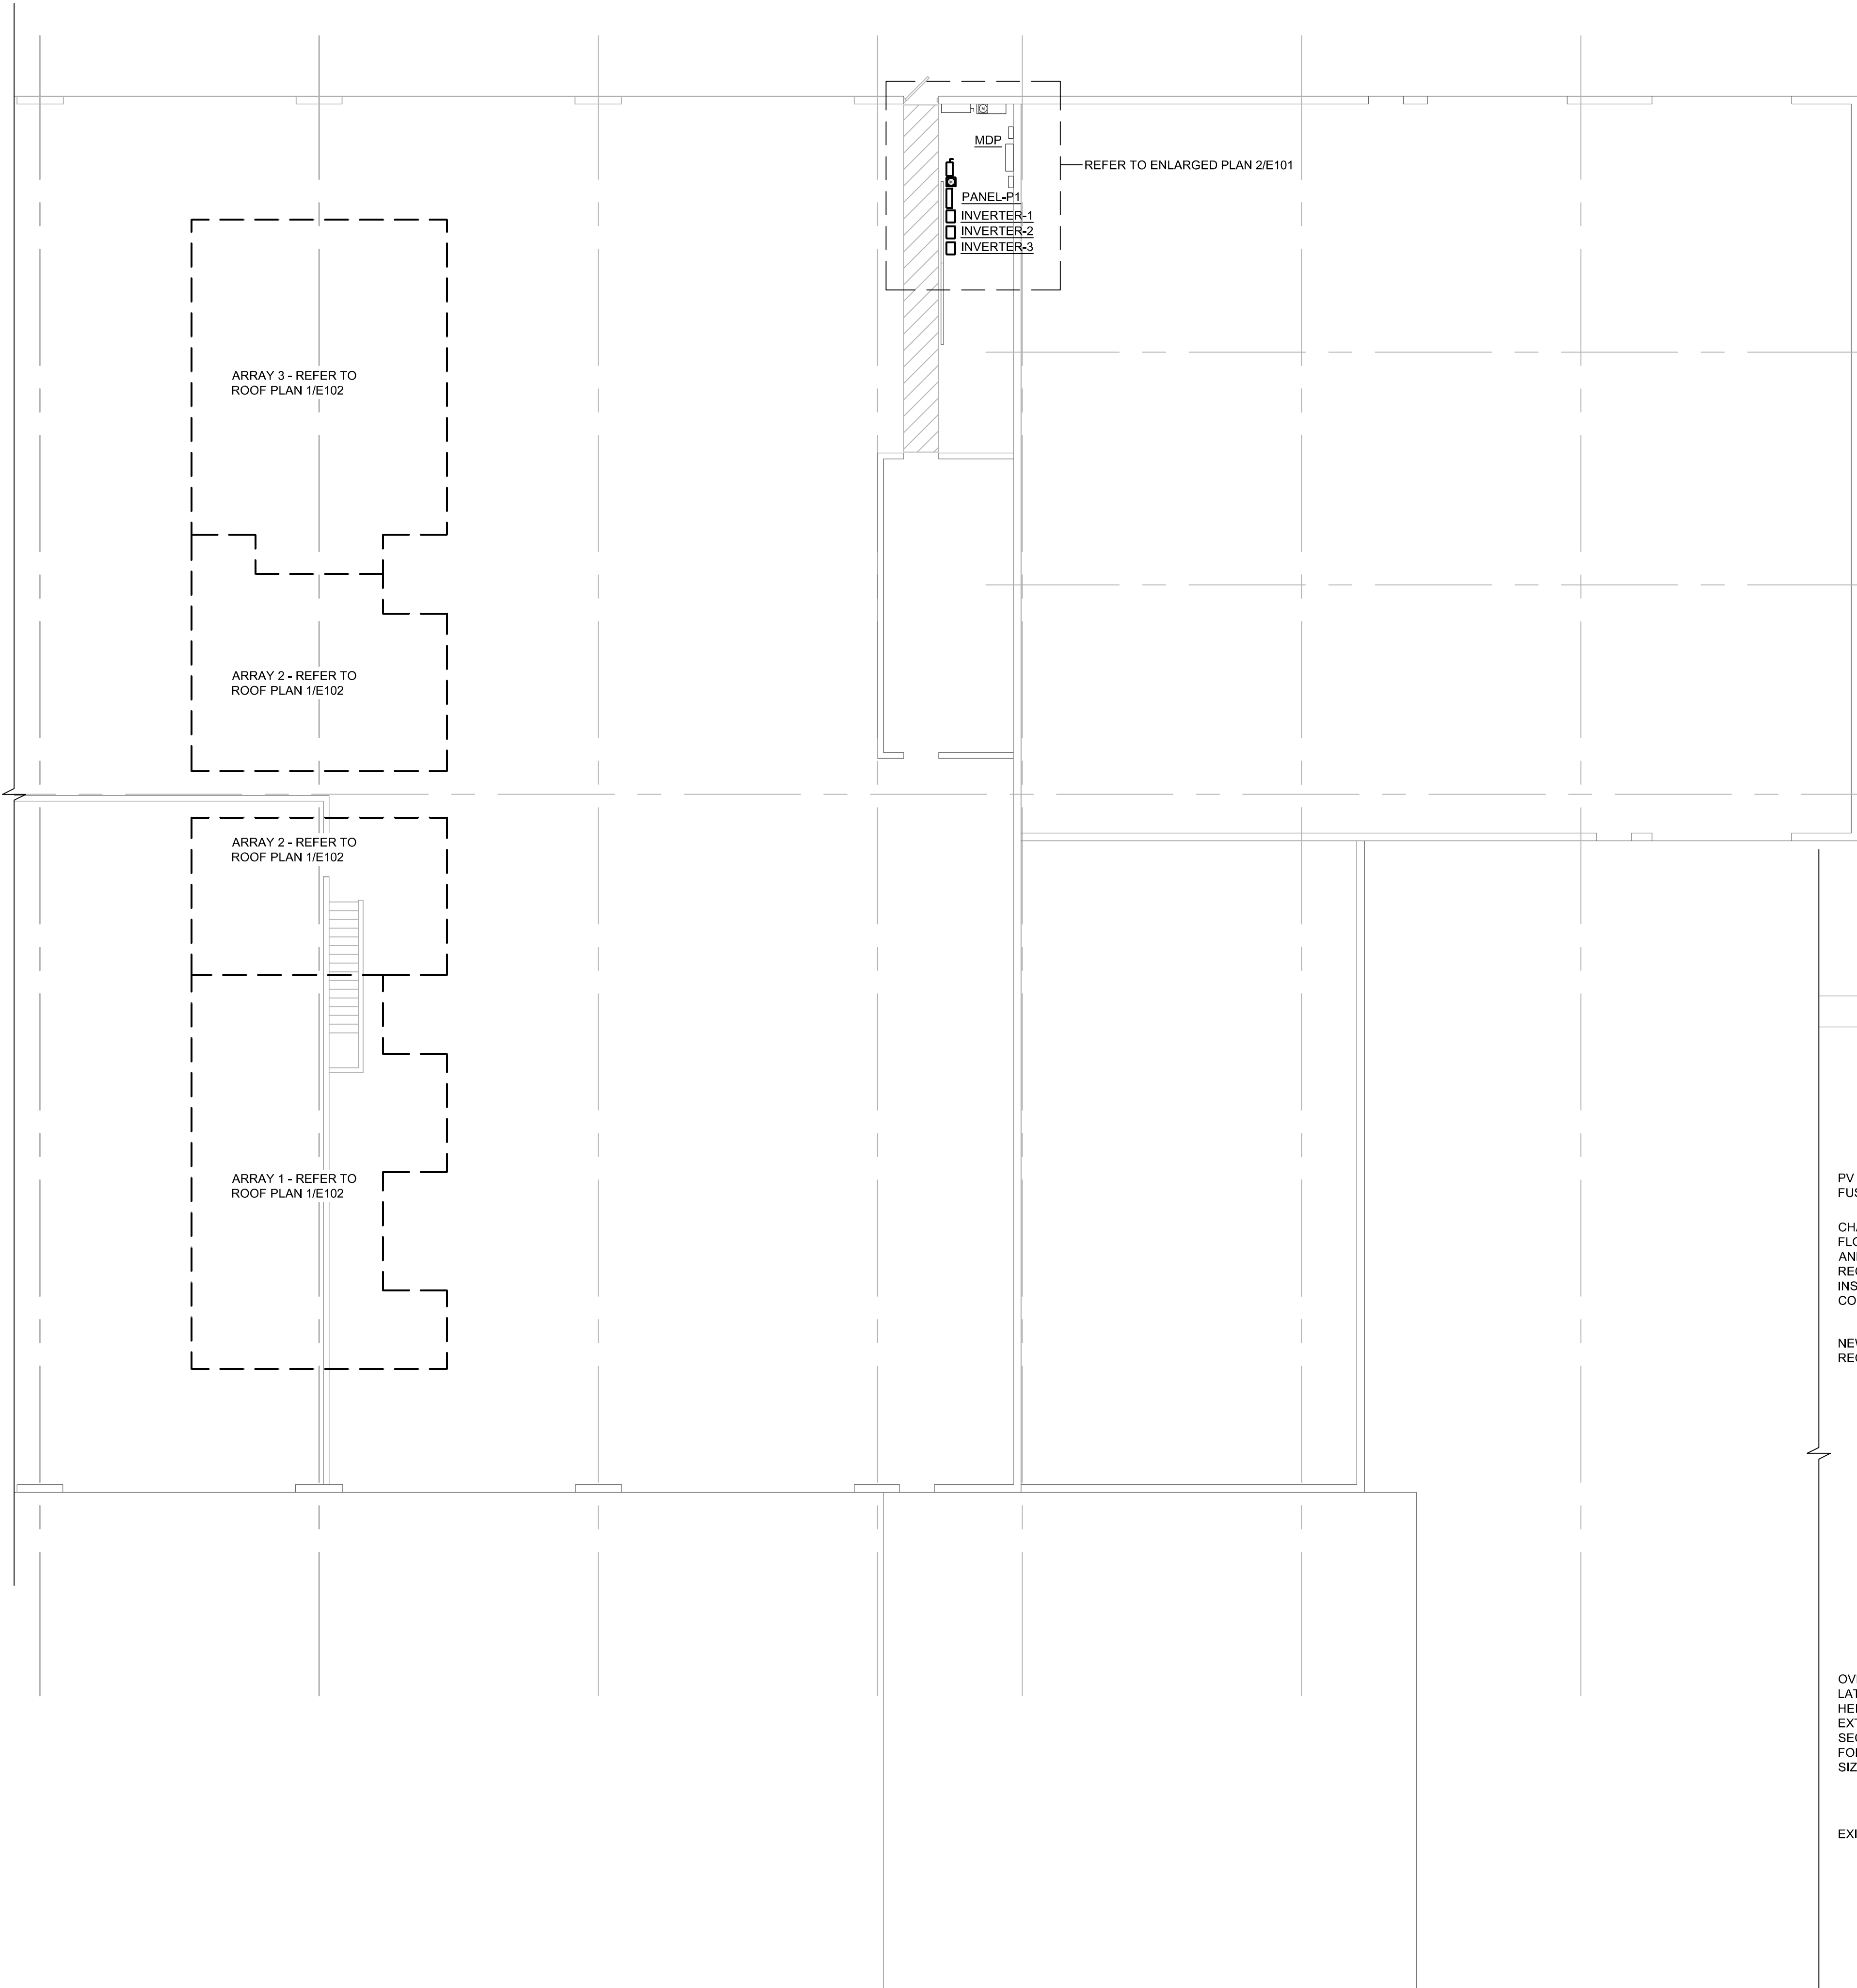 MDP
REFER TO ENLARGED PLAN 2/E101
PANEL-P1
INVERTER-1
INVERTER-2
INVERTER-3
ARRAY 3 - REFER TO
ROOF PLAN 1/E102
ARRAY 2 - REFER TO
ROOF PLAN 1/E102
ARRAY 2 - REFER TO
ROOF PLAN 1/E102
ARRAY 1 - REFER TO
ROOF PLAN 1/E102
PV